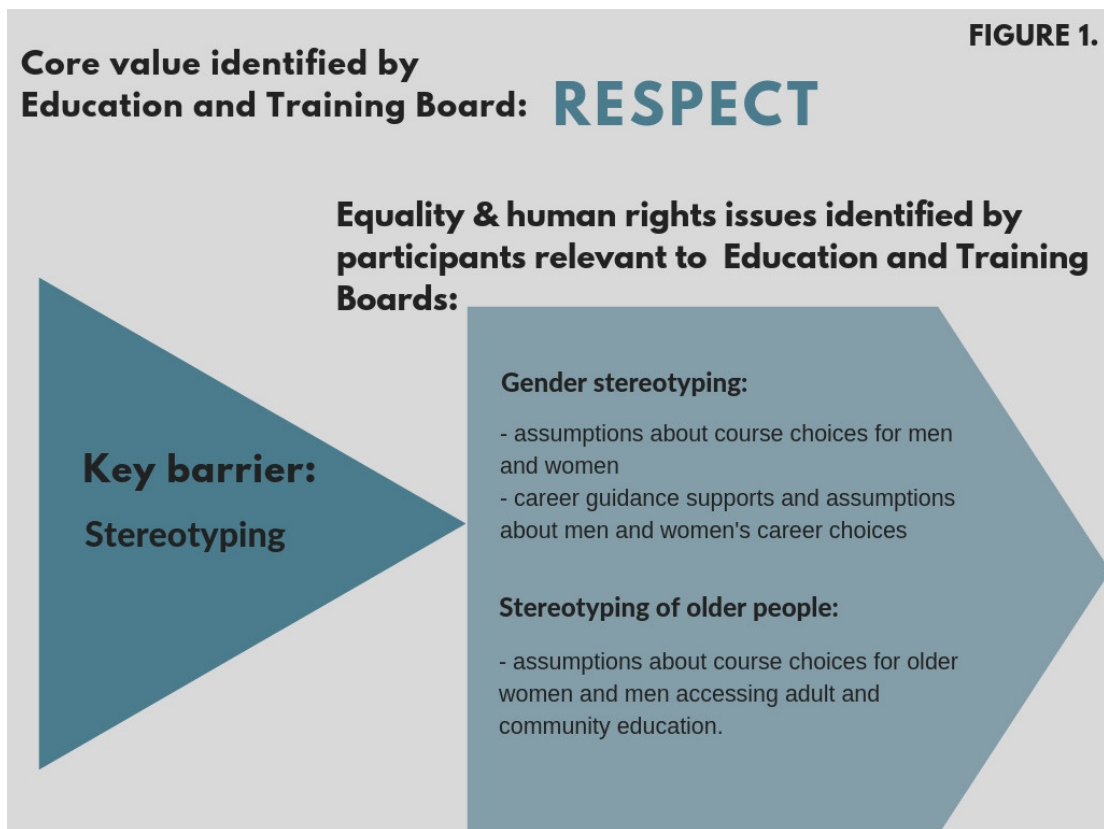 FIGURE 1.
Core value identified by
Education and Training Board: RESPECT
Equality & human rights issues identified by
participants relevant to Education and Training
Boards:
Key barrier:
Stereotyping
Gender stereotyping:
- assumptions about course choices for men
and women
- career guidance supports and assumptions
about men and women's career choices
Stereotyping of older people:
- assumptions about course choices for older
women and men accessing adult and
community education.